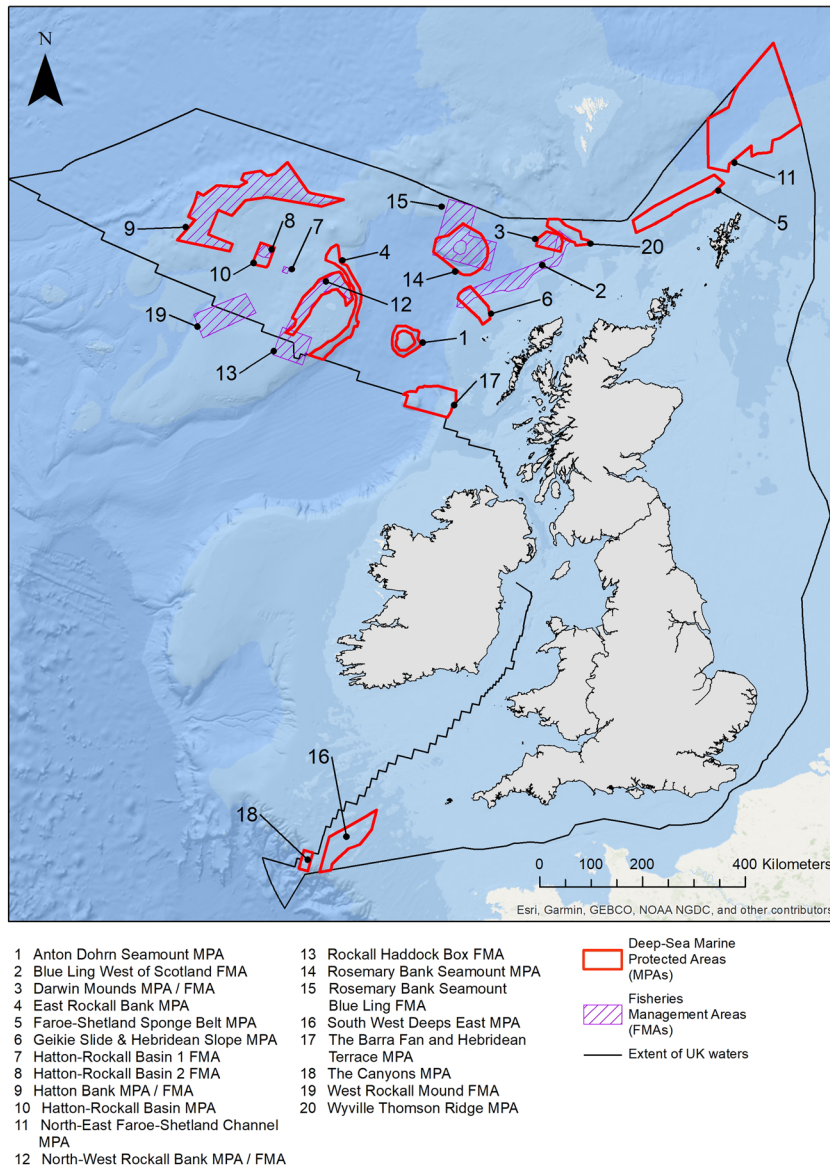 N
15
11
9
8
7
3
5
4
20
10
14
12
2
19
6
1
13
17
16
18
0 100 200 400 Kilometers
Esri, Garmin, GEBCO, NOAA NGDC, and other contributors
1 Anton Dohrn Seamount MPA
2 Blue Ling West of Scotland FMA
3 Darwin Mounds MPA / FMA
4 East Rockall Bank MPA
5 Faroe-Shetland Sponge Belt MPA
6 Geikie Slide & Hebridean Slope MPA
7 Hatton-Rockall Basin 1 FMA
8 Hatton-Rockall Basin 2 FMA
9 Hatton Bank MPA / FMA
10 Hatton-Rockall Basin MPA
11 North-East Faroe-Shetland Channel
MPA
12 North-West Rockall Bank MPA / FMA
13 Rockall Haddock Box FMA
14 Rosemary Bank Seamount MPA
15 Rosemary Bank Seamount
Blue Ling FMA
16 South West Deeps East MPA
17 The Barra Fan and Hebridean
Terrace MPA
18 The Canyons MPA
19 West Rockall Mound FMA
20 Wyville Thomson Ridge MPA
Deep-Sea Marine
Protected Areas
(MPAs)
Fisheries
Management Areas
(FMAs)
Extent of UK waters